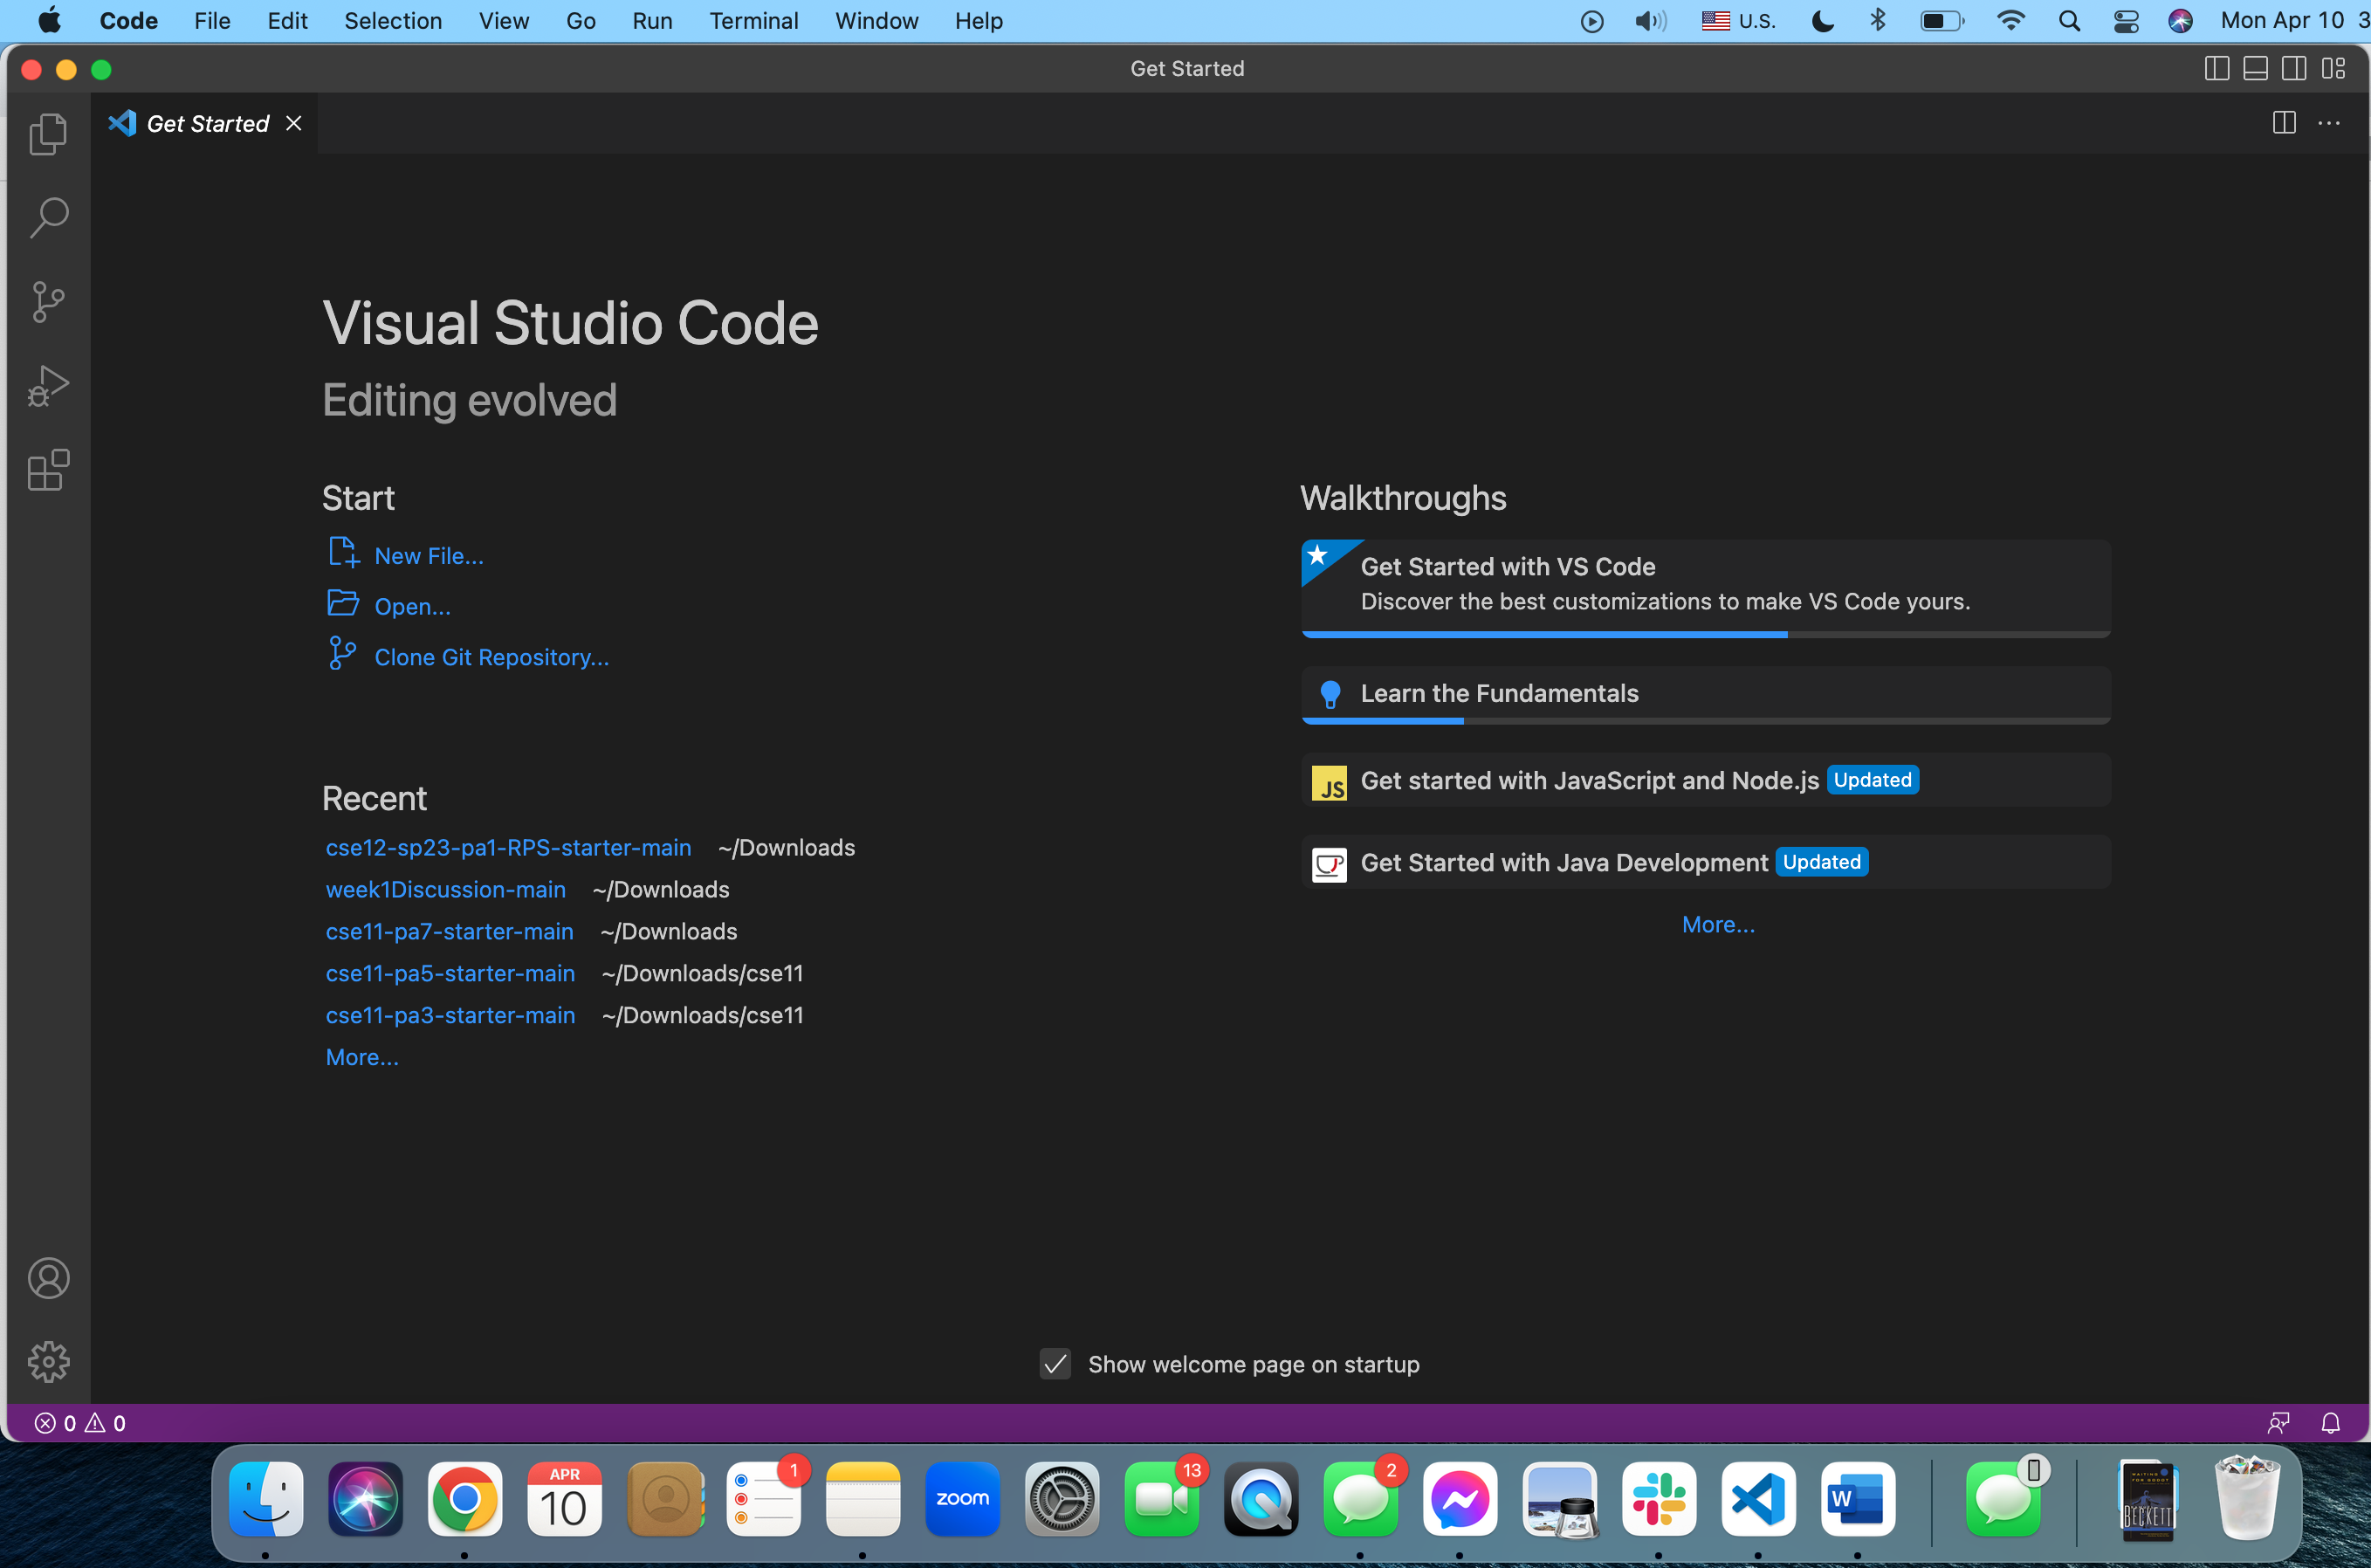 Code File Edit Selection View Go Run Terminal Window Help U.S. Mon Apr 10 3
Get Started
Get Started
Visual Studio Code
Editing evolved
Start
New File...
Open...
Clone Git Repository...
Recent
cse12-sp23-pa1-RPS-starter-main ~/Downloads
week1Discussion-main ~/Downloads
cse11-pa7-starter-main ~/Downloads
cse11-pa5-starter-main ~/Downloads/cse11
cse11-pa3-starter-main ~/Downloads/cse11
More...
Walkthroughs
Get Started with VS Code
Discover the best customizations to make VS Code yours.
Learn the Fundamentals
JS Get started with JavaScript and Node.js Updated
Get Started with Java Development Updated
More...
Show welcome page on startup
0 0
APR
10
1
zoom
13
2
W
WAITING FOR GODOT
BECKETT